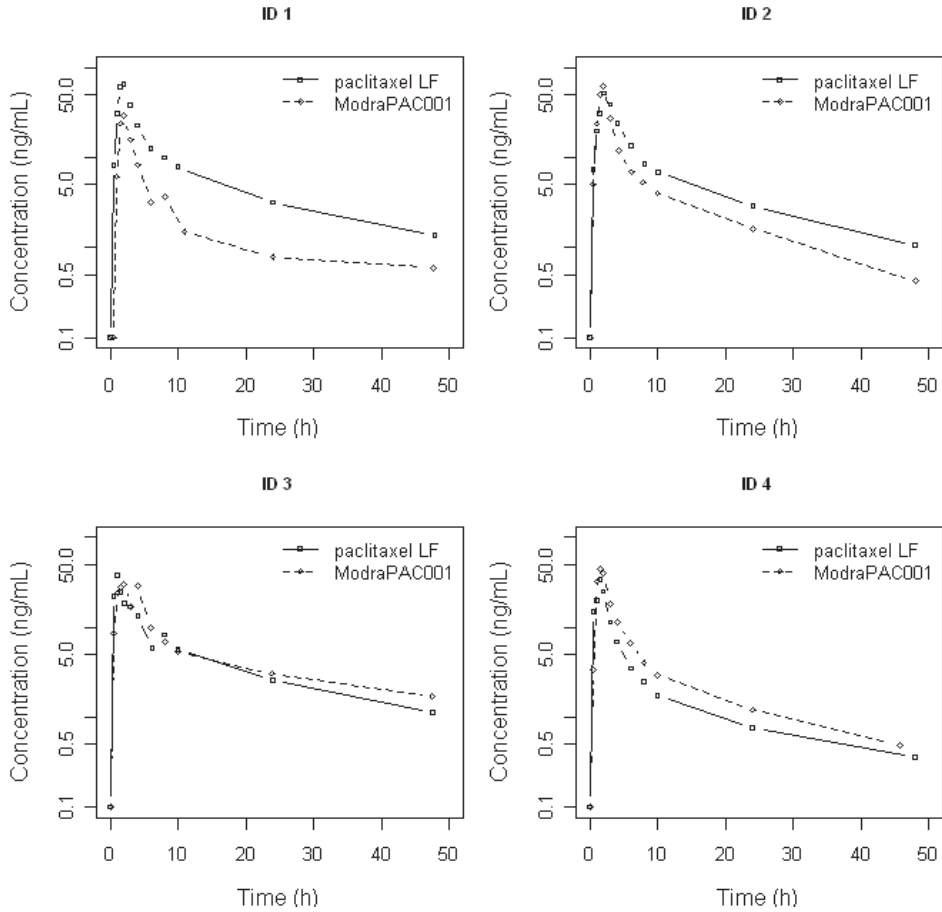 ID 1
paclitaxel LF
ModraPAC001
Concentration (ng/mL)
50.0
5.0
0.5
0.1
0 10 20 30 40 50
Time (h)
ID 2
paclitaxel LF
ModraPAC001
Concentration (ng/mL)
50.0
5.0
0.5
0.1
0 10 20 30 40 50
Time (h)
ID 3
paclitaxel LF
ModraPAC001
Concentration (ng/mL)
50.0
5.0
0.5
0.1
0 10 20 30 40 50
Time (h)
ID 4
paclitaxel LF
ModraPAC001
Concentration (ng/mL)
50.0
5.0
0.5
0.1
0 10 20 30 40 50
Time (h)